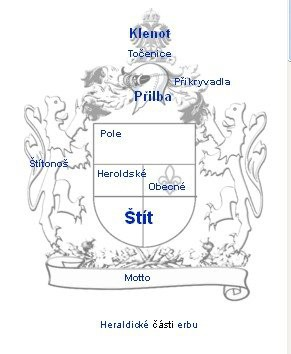 Klenot
Točenice
Přikryvadla
Přilba
Pole
Štítonoš
Heroldské
Obecné
Štít
Motto
Heraldické části erbu